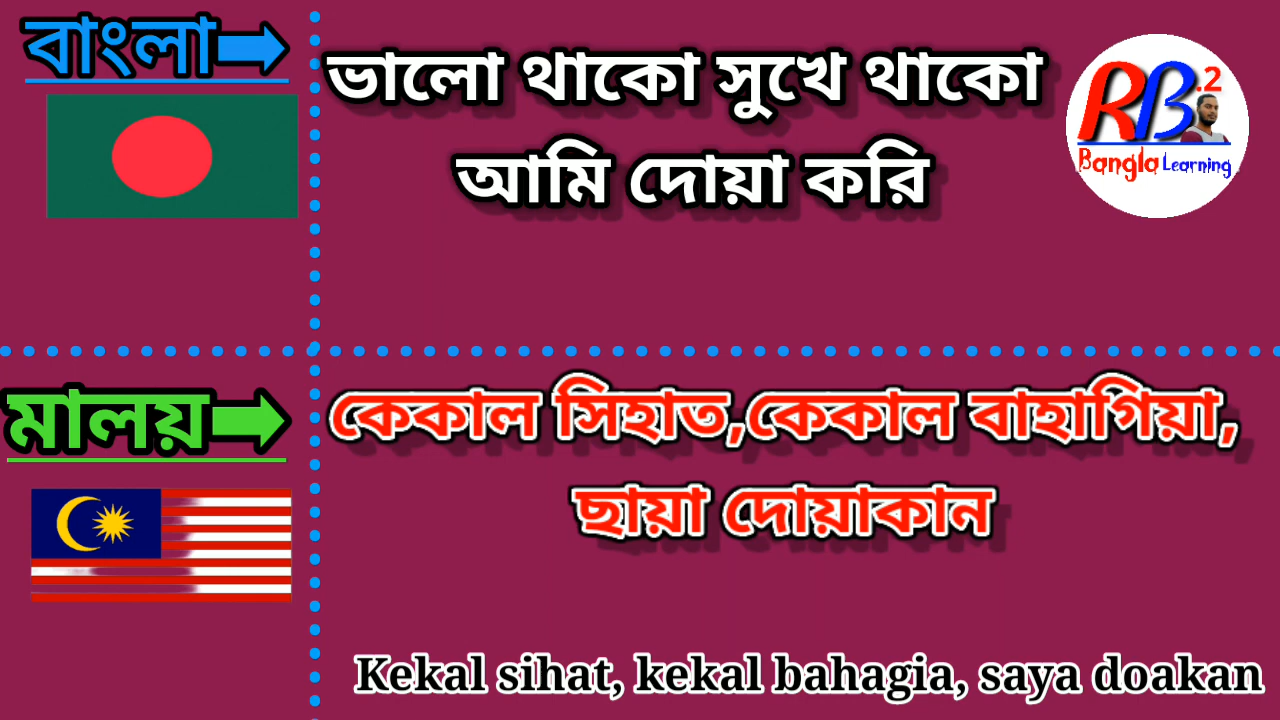 বাংলা
ভালো থাকো সুখে থাকো
আমি দোয়া করি
RB.2
Bangla Learning
মালয়
কেকাল সিহাত,কেকাল বাহাগিয়া,
ছায়া দোয়াকান
Kekal sihat, kekal bahagia, saya doakan